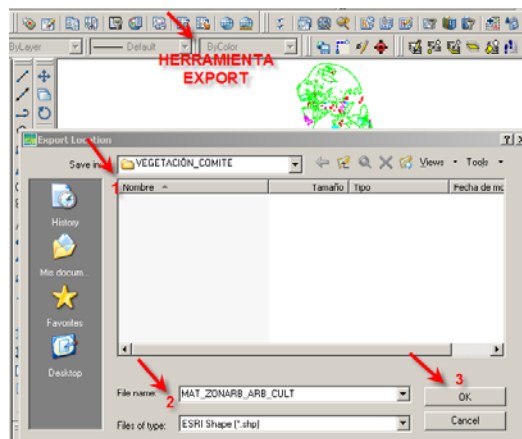 ByLayer
Default
ByColor
HERRAMIENTA
EXPORT
Export Location
Save in:
VEGETACIÓN_COMITE
Views
Tools
1
Nombre
Tamaño
Tipo
Fecha de mo
History
Mis docum...
Favorites
Desktop
2
3
File name:
MAT_ZONARB_ARB_CULT
OK
Files of type:
ESRI Shape (*.shp)
Cancel